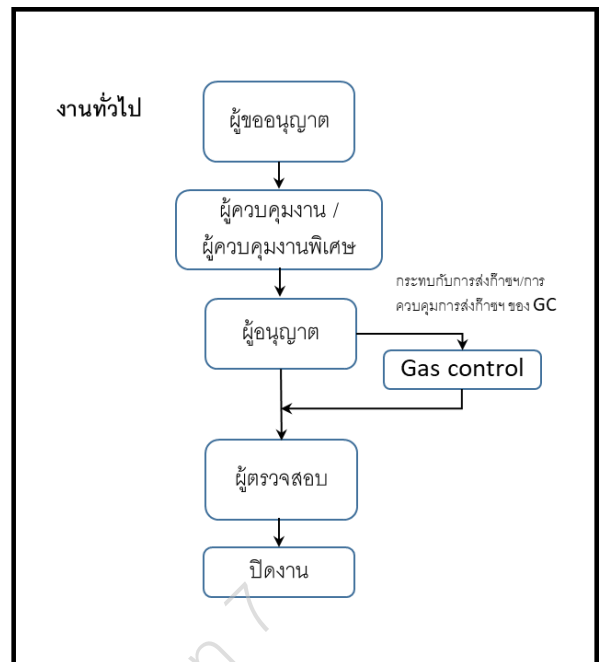 งานทั่วไป
ผู้ขออนุญาต
ผู้ควบคุมงาน /
ผู้ควบคุมงานพิเศษ
กระทบกับการส่งก๊าซฯ/การ
ควบคุมการส่งก๊าซฯ ของ GC
ผู้อนุญาต
Gas control
ผู้ตรวจสอบ
ปิดงาน